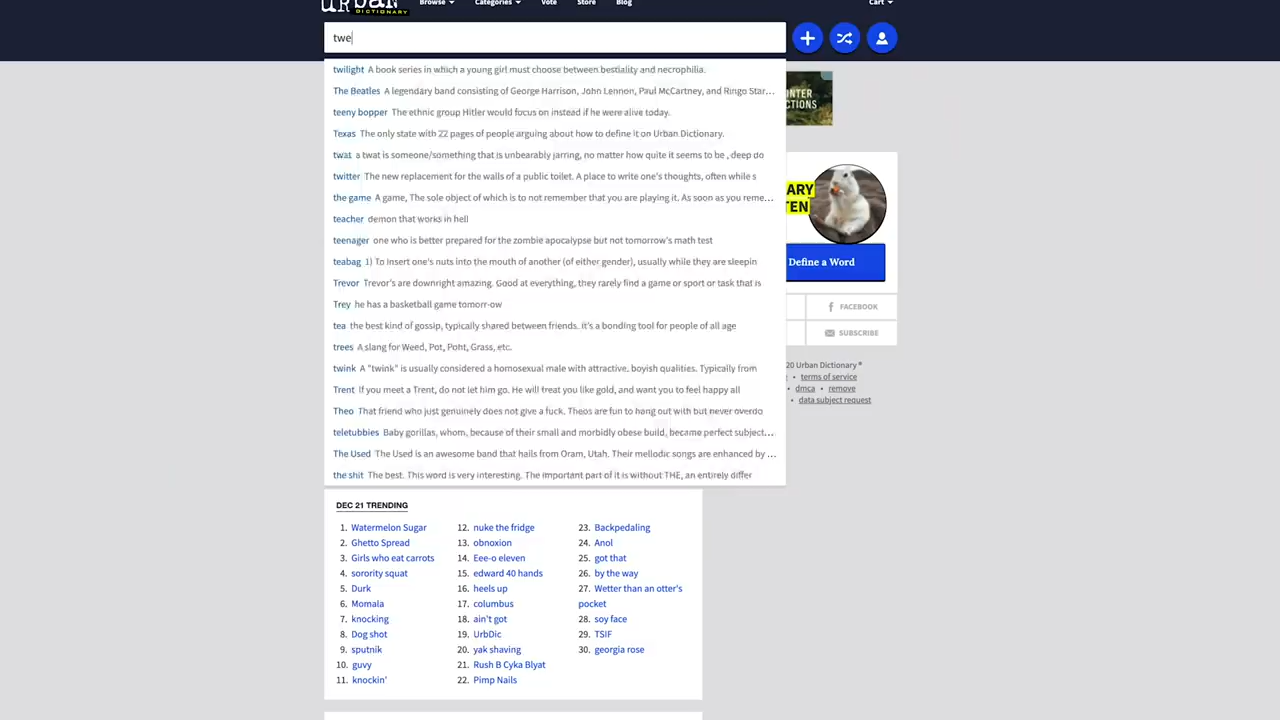 urban
DICTIONARY
Browse
Categories
Vote
Store
Blog
Cart
twe
twilight A book series in which a young girl must choose between bestiality and necrophilia.
The Beatles A legendary band consisting of George Harrison, John Lennon, Paul McCartney, and Ringo Star...
teeny bopper The ethnic group Hitler would focus on instead if he were alive today.
Texas The only state with 22 pages of people arguing about how to define it on Urban Dictionary.
twat a twat is someone/something that is unbearably jarring, no matter how quite it seems to be , deep do
twitter The new replacement for the walls of a public toilet. A place to write one's thoughts, often while s
the game A game, The sole object of which is to not remember that you are playing it. As soon as you reme...
teacher demon that works in hell
teenager one who is better prepared for the zombie apocalypse but not tomorrow's math test
teabag 1) To insert one's nuts into the mouth of another (of either gender), usually while they are sleepin
Trevor Trevor's are downright amazing. Good at everything, they rarely find a game or sport or task that is
Trey he has a basketball game tomorr-ow
tea the best kind of gossip, typically shared between friends. it's a bonding tool for people of all age
trees A slang for Weed, Pot, Poht, Grass, etc.
twink A "twink" is usually considered a homosexual male with attractive, boyish qualities. Typically from
Trent If you meet a Trent, do not let him go. He will treat you like gold, and want you to feel happy all
Theo That friend who just genuinely does not give a fuck. Theos are fun to hang out with but never overdo
teletubbies Baby gorillas, whom, because of their small and morbidly obese build, became perfect subject...
The Used The Used is an awesome band that hails from Oram, Utah. Their mellodic songs are enhanced by ...
the shit The best. This word is very interesting. The important part of it is without THE, an entirely differ
NTER
CTIONS
ARY
TEN
Define a Word
FACEBOOK
SUBSCRIBE
20 Urban Dictionary ®
• terms of service
• dmca • remove
• data subject request
DEC 21 TRENDING
1. Watermelon Sugar
2. Ghetto Spread
3. Girls who eat carrots
4. sorority squat
5. Durk
6. Momala
7. knocking
8. Dog shot
9. sputnik
10. guvy
11. knockin'
12. nuke the fridge
13. obnoxion
14. Eee-o eleven
15. edward 40 hands
16. heels up
17. columbus
18. ain't got
19. UrbDic
20. yak shaving
21. Rush B Cyka Blyat
22. Pimp Nails
23. Backpedaling
24. Anol
25. got that
26. by the way
27. Wetter than an otter's
pocket
28. soy face
29. TSIF
30. georgia rose